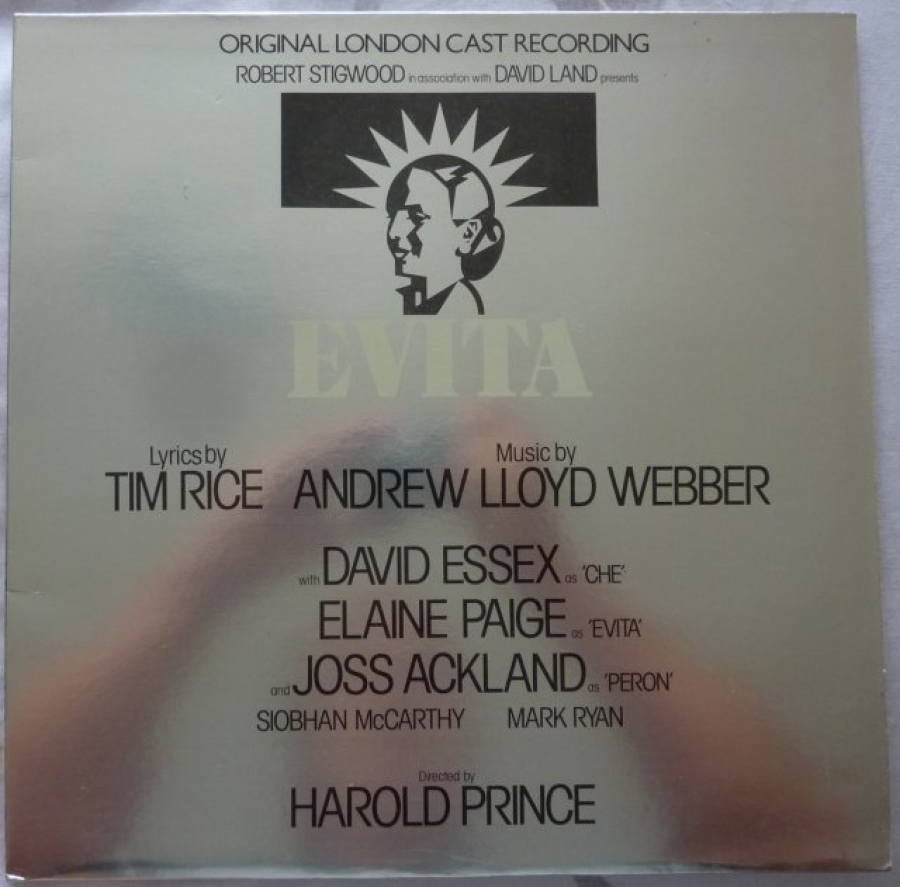 ORIGINAL LONDON CAST RECORDING
ROBERT STIGWOOD in association with DAVID LAND presents
EVITA
Lyrics by Music by
TIM RICE ANDREW LLOYD WEBBER
with DAVID ESSEX as 'CHE'
ELAINE PAIGE as 'EVITA'
and JOSS ACKLAND as 'PERON'
SIOBHAN McCARTHY MARK RYAN
Directed by
HAROLD PRINCE